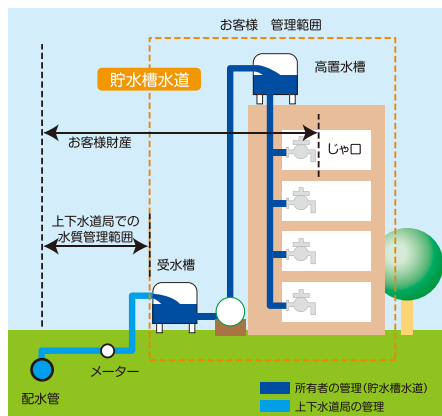 お客様 管理範囲
高置水槽
貯水槽水道
お客様財産
じゃ口
上下水道局での
水質管理範囲
受水槽
メーター
配水管
所有者の管理(貯水槽水道)
上下水道局の管理